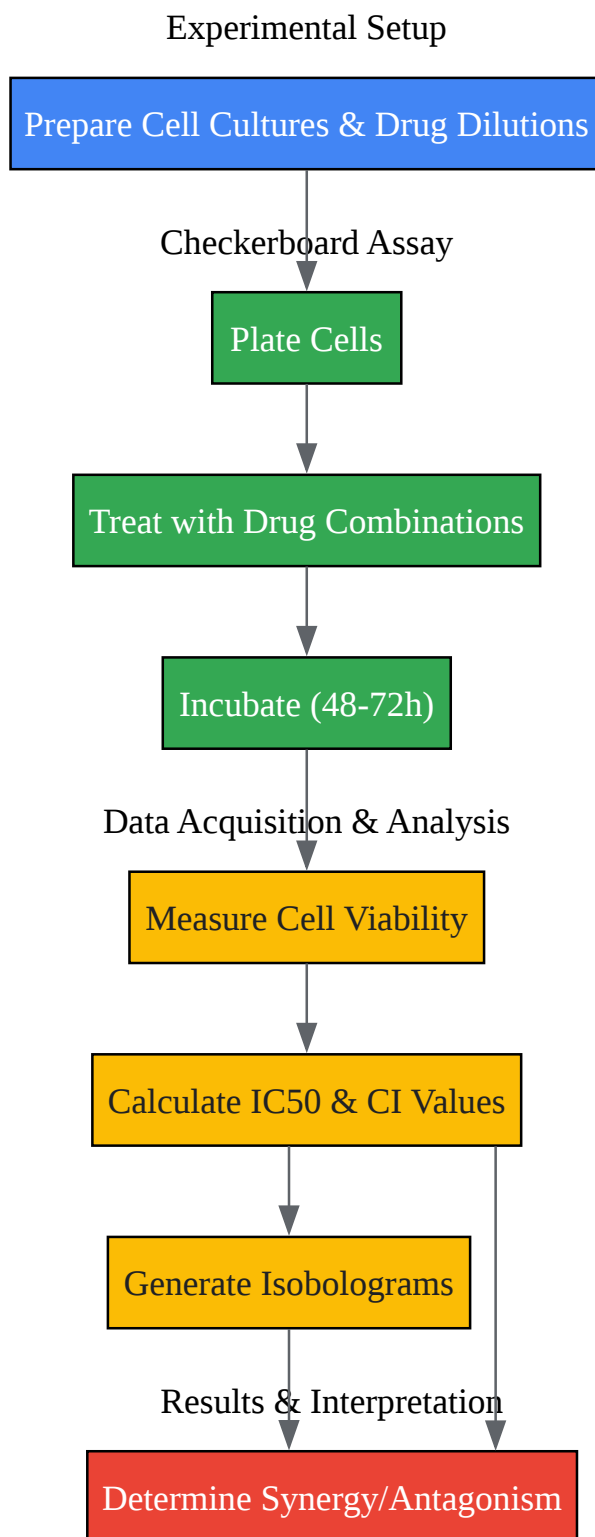 Experimental Setup
Prepare Cell Cultures & Drug Dilutions
Checkerboard Assay
Plate Cells
Treat with Drug Combinations
Incubate (48-72h)
Data Acquisition & Analysis
Measure Cell Viability
Calculate IC50 & CI Values
Generate Isobolograms
Results & Interpretation
Determine Synergy/Antagonism